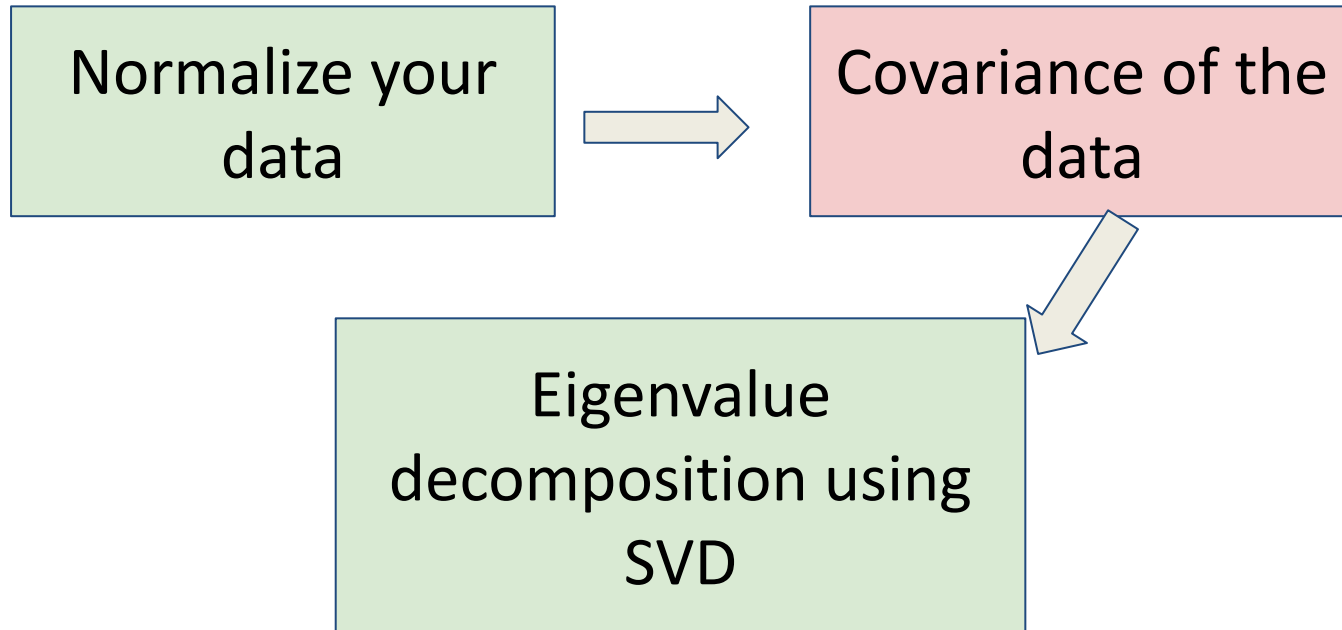 Normalize your
data
Covariance of the
data
Eigenvalue
decomposition using
SVD